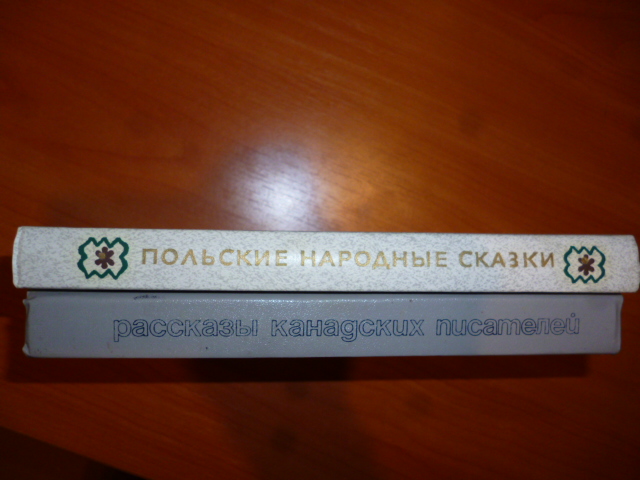 ПОЛЬСКИЕ НАРОДНЫЕ СКАЗКИ
рассказы канадских писателей